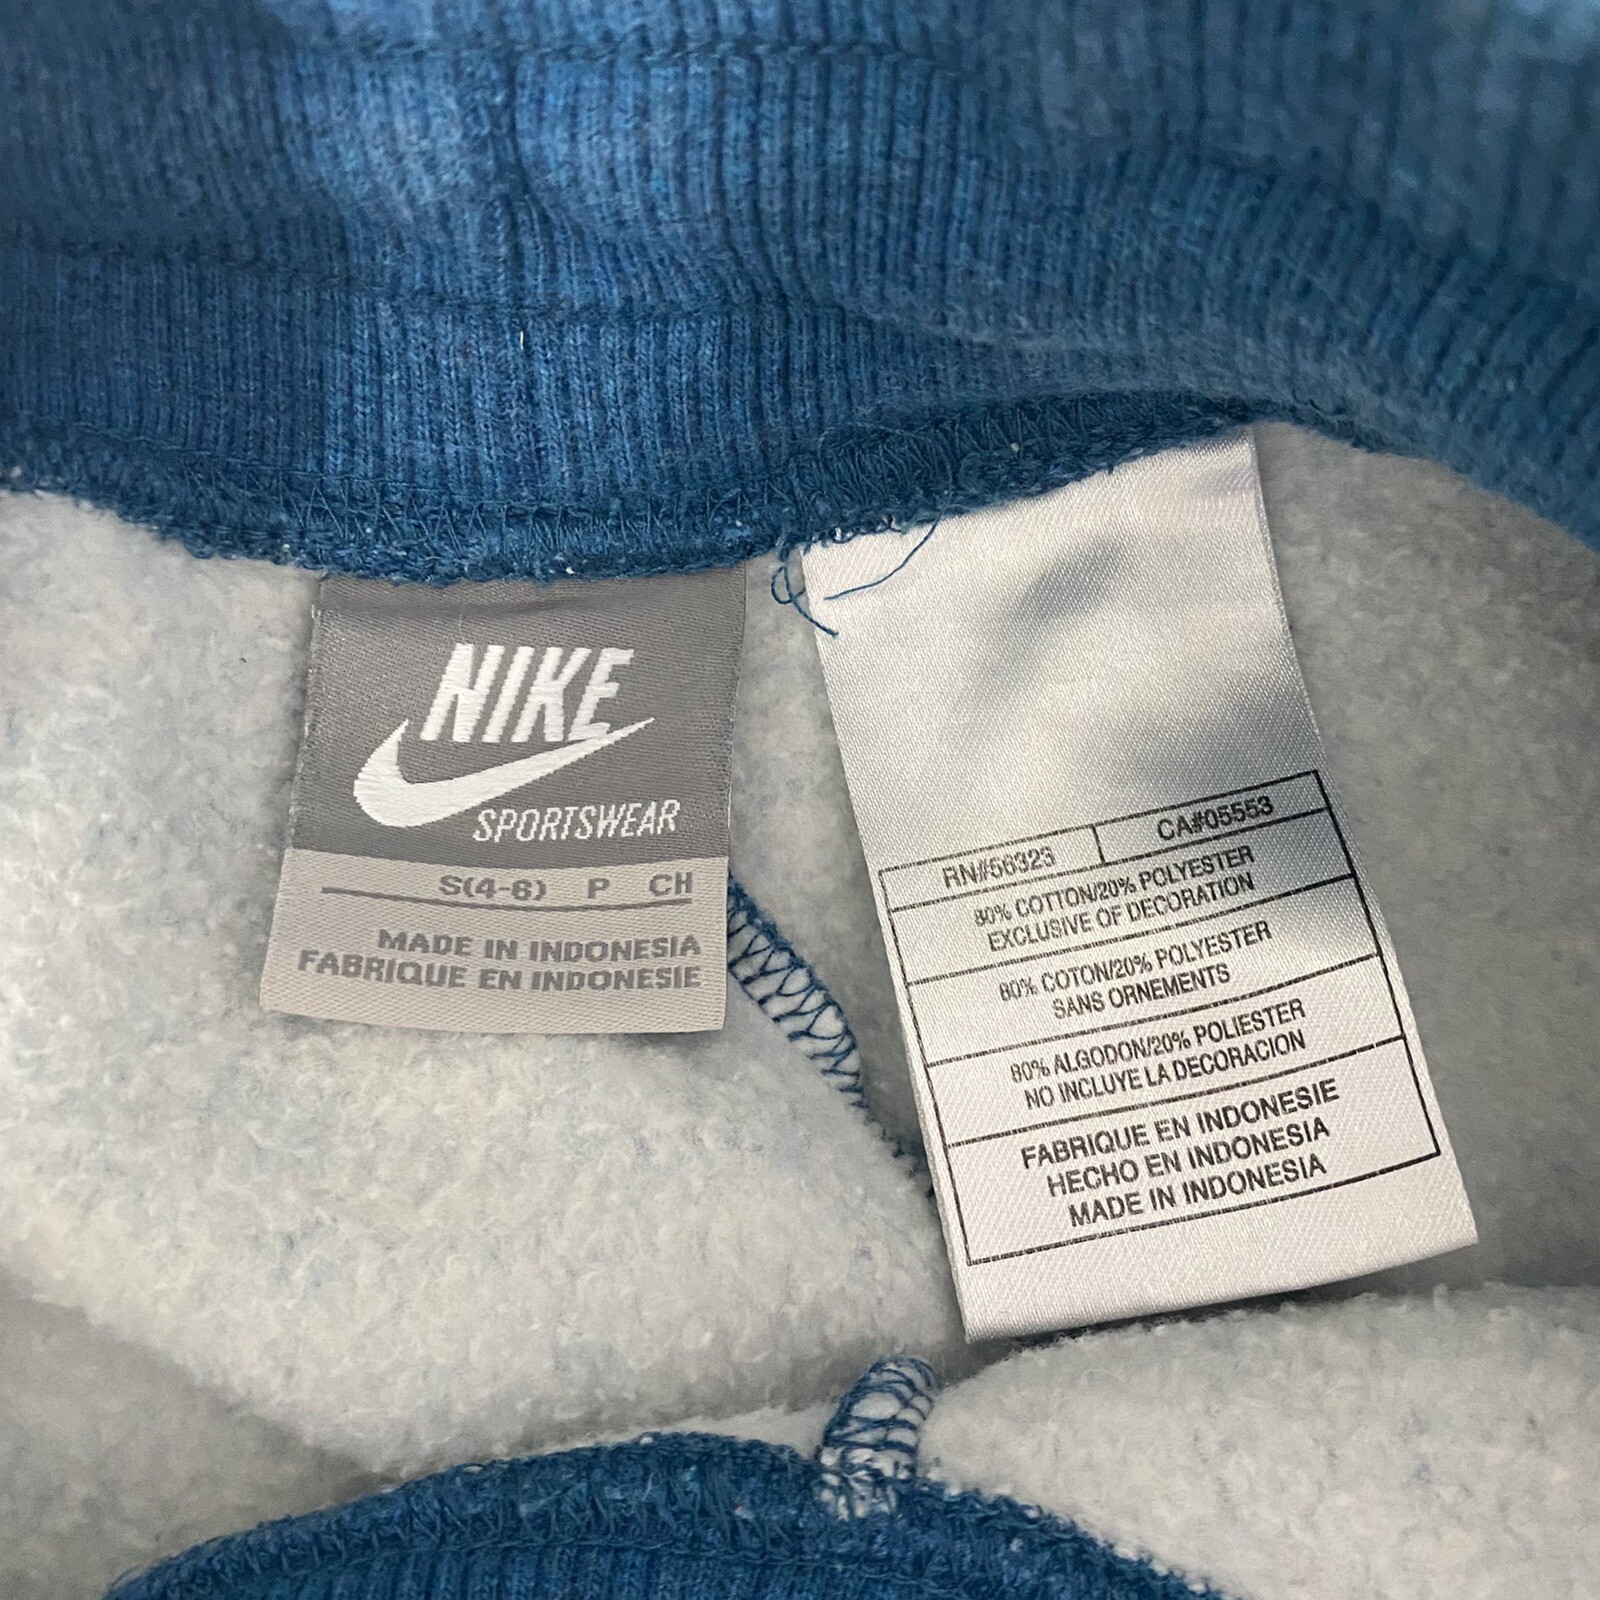 NIKE
SPORTSWEAR
S(4-6) P CH
MADE IN INDONESIA
FABRIQUE EN INDONESIE
RN#56323 CA#05553
80% COTTON/20% POLYESTER
EXCLUSIVE OF DECORATION
80% COTON/20% POLYESTER
SANS ORNEMENTS
80% ALGODON/20% POLIESTER
NO INCLUYE LA DECORACION
FABRIQUE EN INDONESIE
HECHO EN INDONESIA
MADE IN INDONESIA